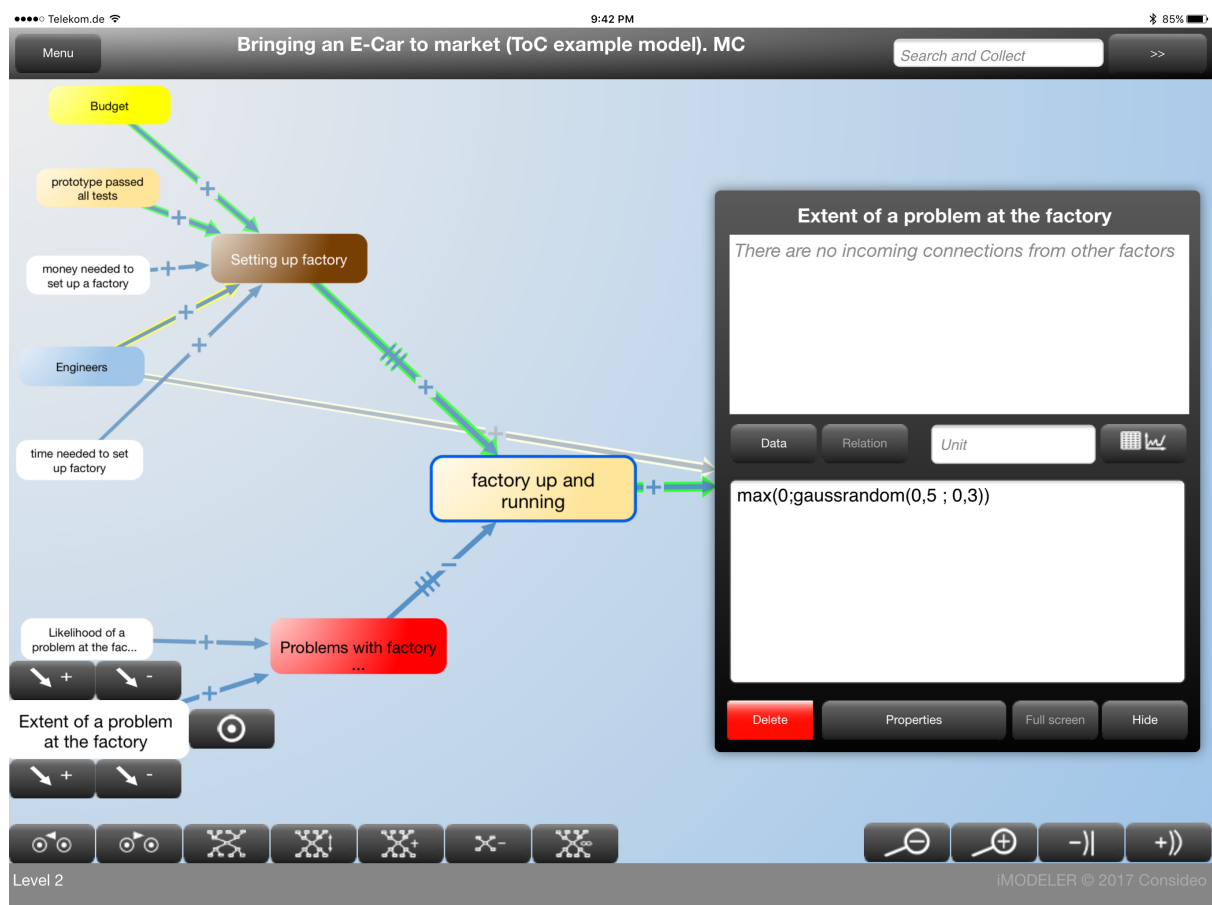 Telekom.de
9:42 PM
85%
Menu
Bringing an E-Car to market (ToC example model). MC
Search and Collect
>>
Budget
prototype passed
all tests
Setting up factory
money needed to
set up a factory
Engineers
time needed to set
up factory
factory up and
running
Likelihood of a
problem at the fac...
Problems with factory
...
+
-
Extent of a problem
at the factory
+
-
Extent of a problem at the factory
There are no incoming connections from other factors
Data
Relation
Unit
max(0;gaussrandom(0,5 ; 0,3))
Delete
Properties
Full screen
Hide
Level 2
iMODELER © 2017 Consideo